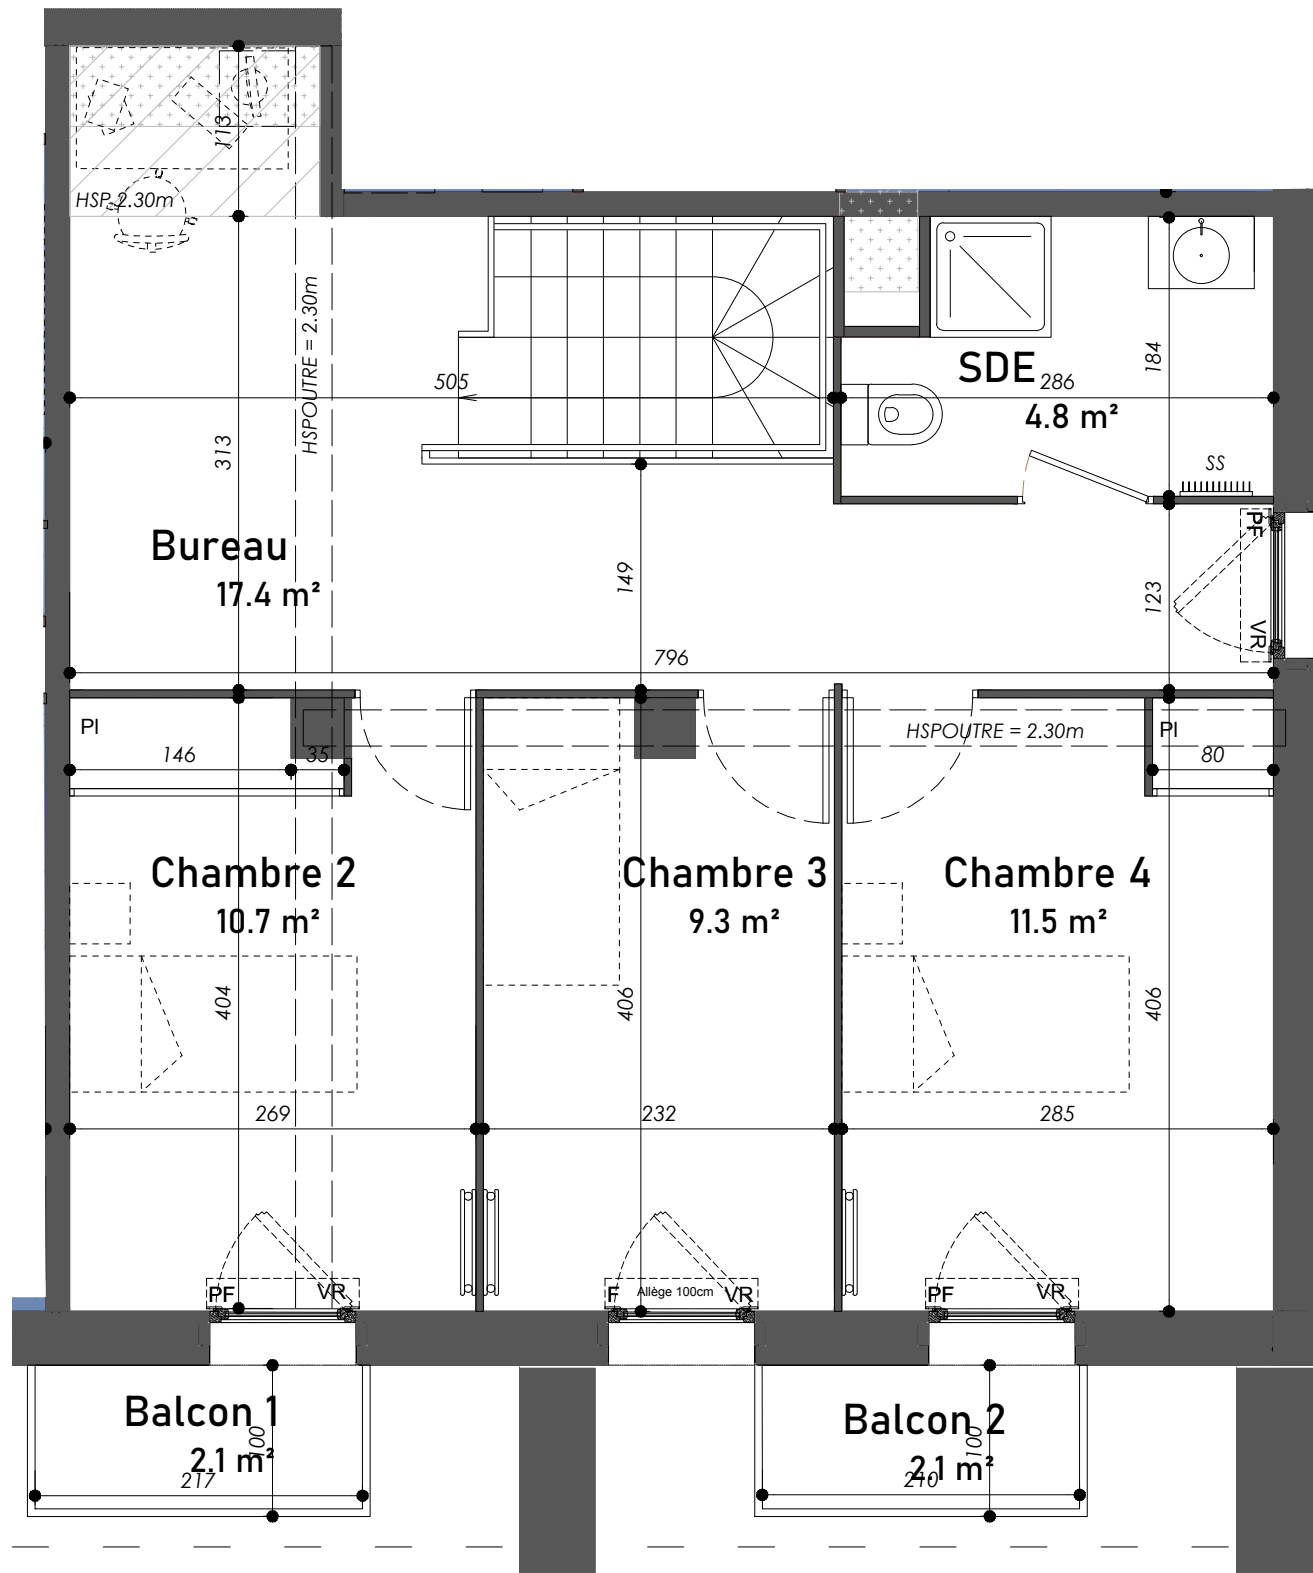 113
HSP 2.30m
HSPOUTRE = 2.30m
505
313
SDE
286
4.8 m²
184
SS
Bureau
17.4 m²
149
123
PF
VR
796
PI
146
35
HSPOUTRE = 2.30m
PI
80
Chambre 2
10.7 m²
Chambre 3
9.3 m²
Chambre 4
11.5 m²
404
406
406
269
232
285
PF
VR
F
Allège 100cm
VR
PF
VR
Balcon 1
2.1 m²
100
217
Balcon 2
2.1 m²
100
210